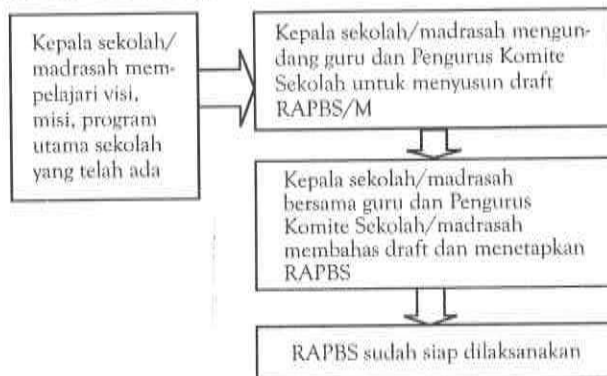 Kepala sekolah/
madrasah mem-
pelajari visi,
misi, program
utama sekolah
yang telah ada
Kepala sekolah/madrasah mengun-
dang guru dan Pengurus Komite
Sekolah untuk menyusun draft
RAPBS/M
Kepala sekolah/madrasah
bersama guru dan Pengurus
Komite Sekolah/madrasah
membahas draft dan menetapkan
RAPBS
RAPBS sudah siap dilaksanakan